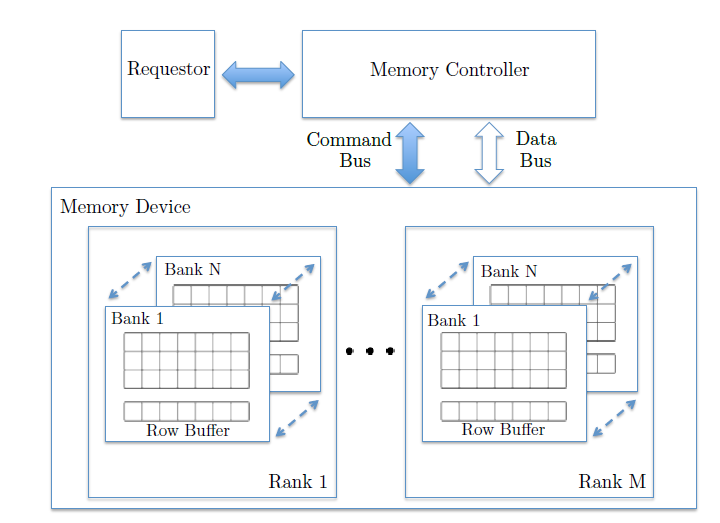 Requestor
Memory Controller
Command
Bus
Data
Bus
Memory Device
Bank N
Bank 1
Row Buffer
Rank 1
Bank N
Bank 1
Row Buffer
Rank M